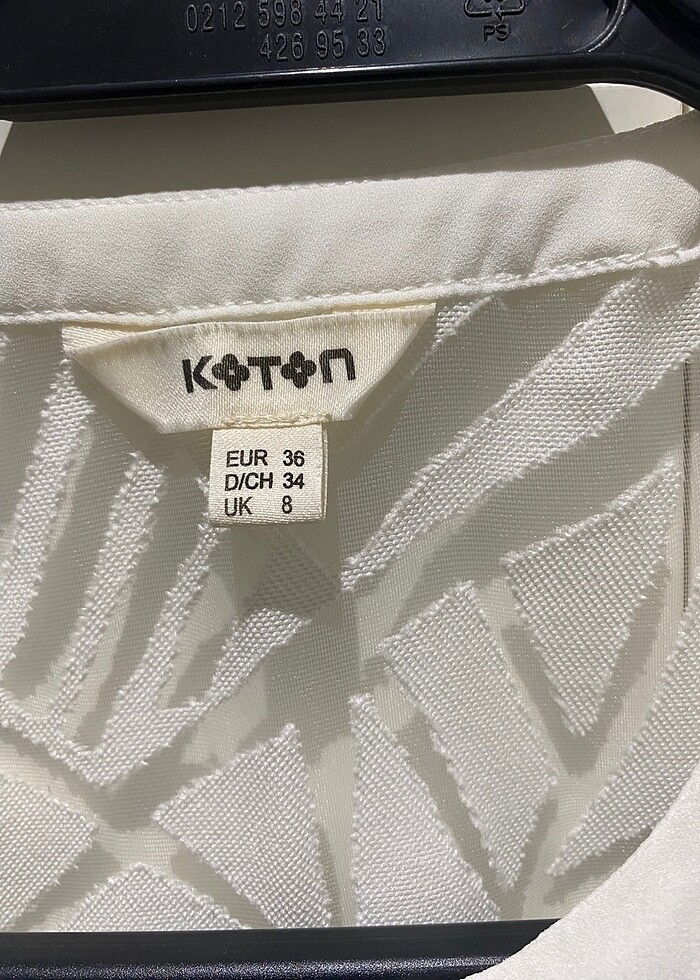 0212 598 44 21
426 95 33
PS
KOTON
EUR 36
D/CH 34
UK 8